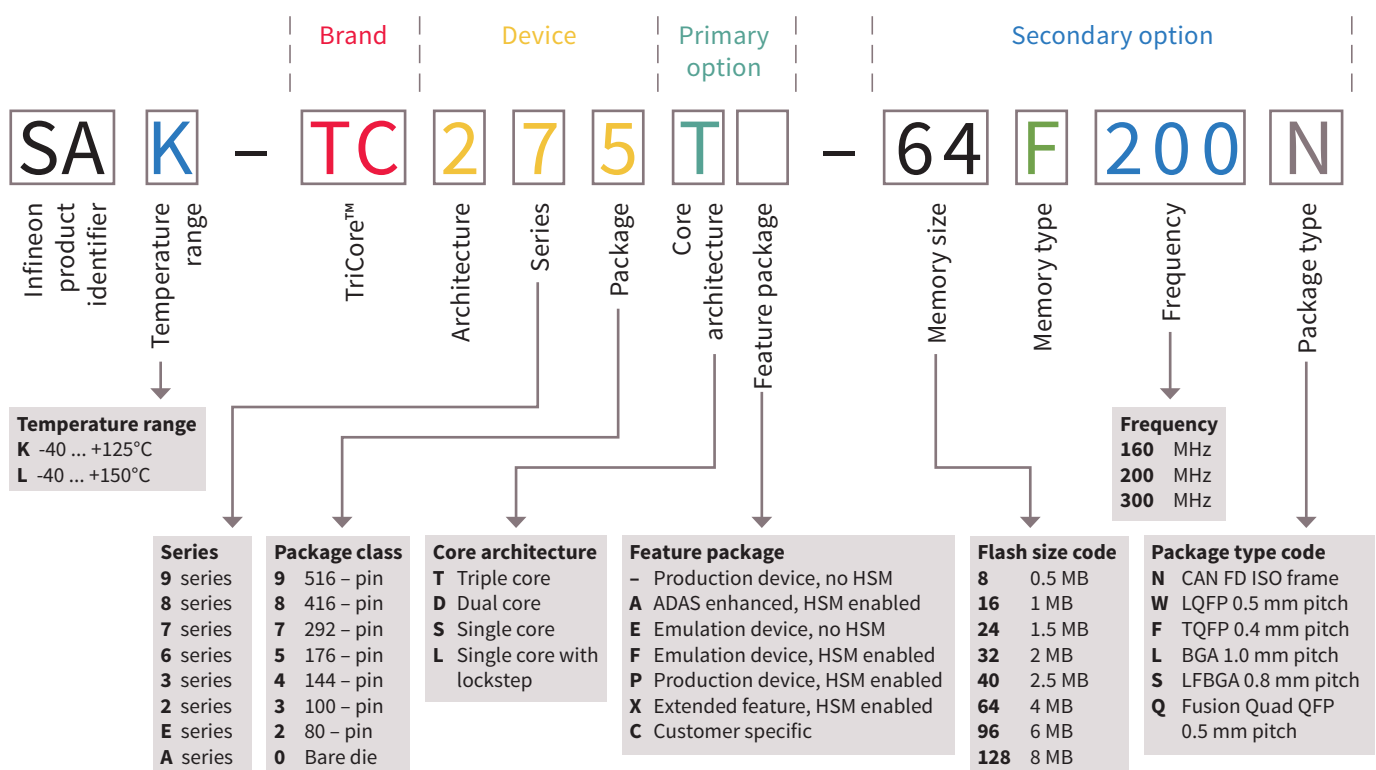 Brand
Device
Primary
option
Secondary option
SA K – TC 2 7 5 T – 64 F 200 N
Infineon
product
identifier
Temperature
range
TriCore™
Architecture
Series
Package
Core
architecture
Feature package
Memory size
Memory type
Frequency
Package type
Temperature range
K -40 ... +125°C
L -40 ... +150°C
Frequency
160 MHz
200 MHz
300 MHz
Series
9 series
8 series
7 series
6 series
3 series
2 series
E series
A series
Package class
9 516 – pin
8 416 – pin
7 292 – pin
5 176 – pin
4 144 – pin
3 100 – pin
2 80 – pin
0 Bare die
Core architecture
T Triple core
D Dual core
S Single core
L Single core with
lockstep
Feature package
– Production device, no HSM
A ADAS enhanced, HSM enabled
E Emulation device, no HSM
F Emulation device, HSM enabled
P Production device, HSM enabled
X Extended feature, HSM enabled
C Customer specific
Flash size code
8 0.5 MB
16 1 MB
24 1.5 MB
32 2 MB
40 2.5 MB
64 4 MB
96 6 MB
128 8 MB
Package type code
N CAN FD ISO frame
W LQFP 0.5 mm pitch
F TQFP 0.4 mm pitch
L BGA 1.0 mm pitch
S LFBGA 0.8 mm pitch
Q Fusion Quad QFP
0.5 mm pitch